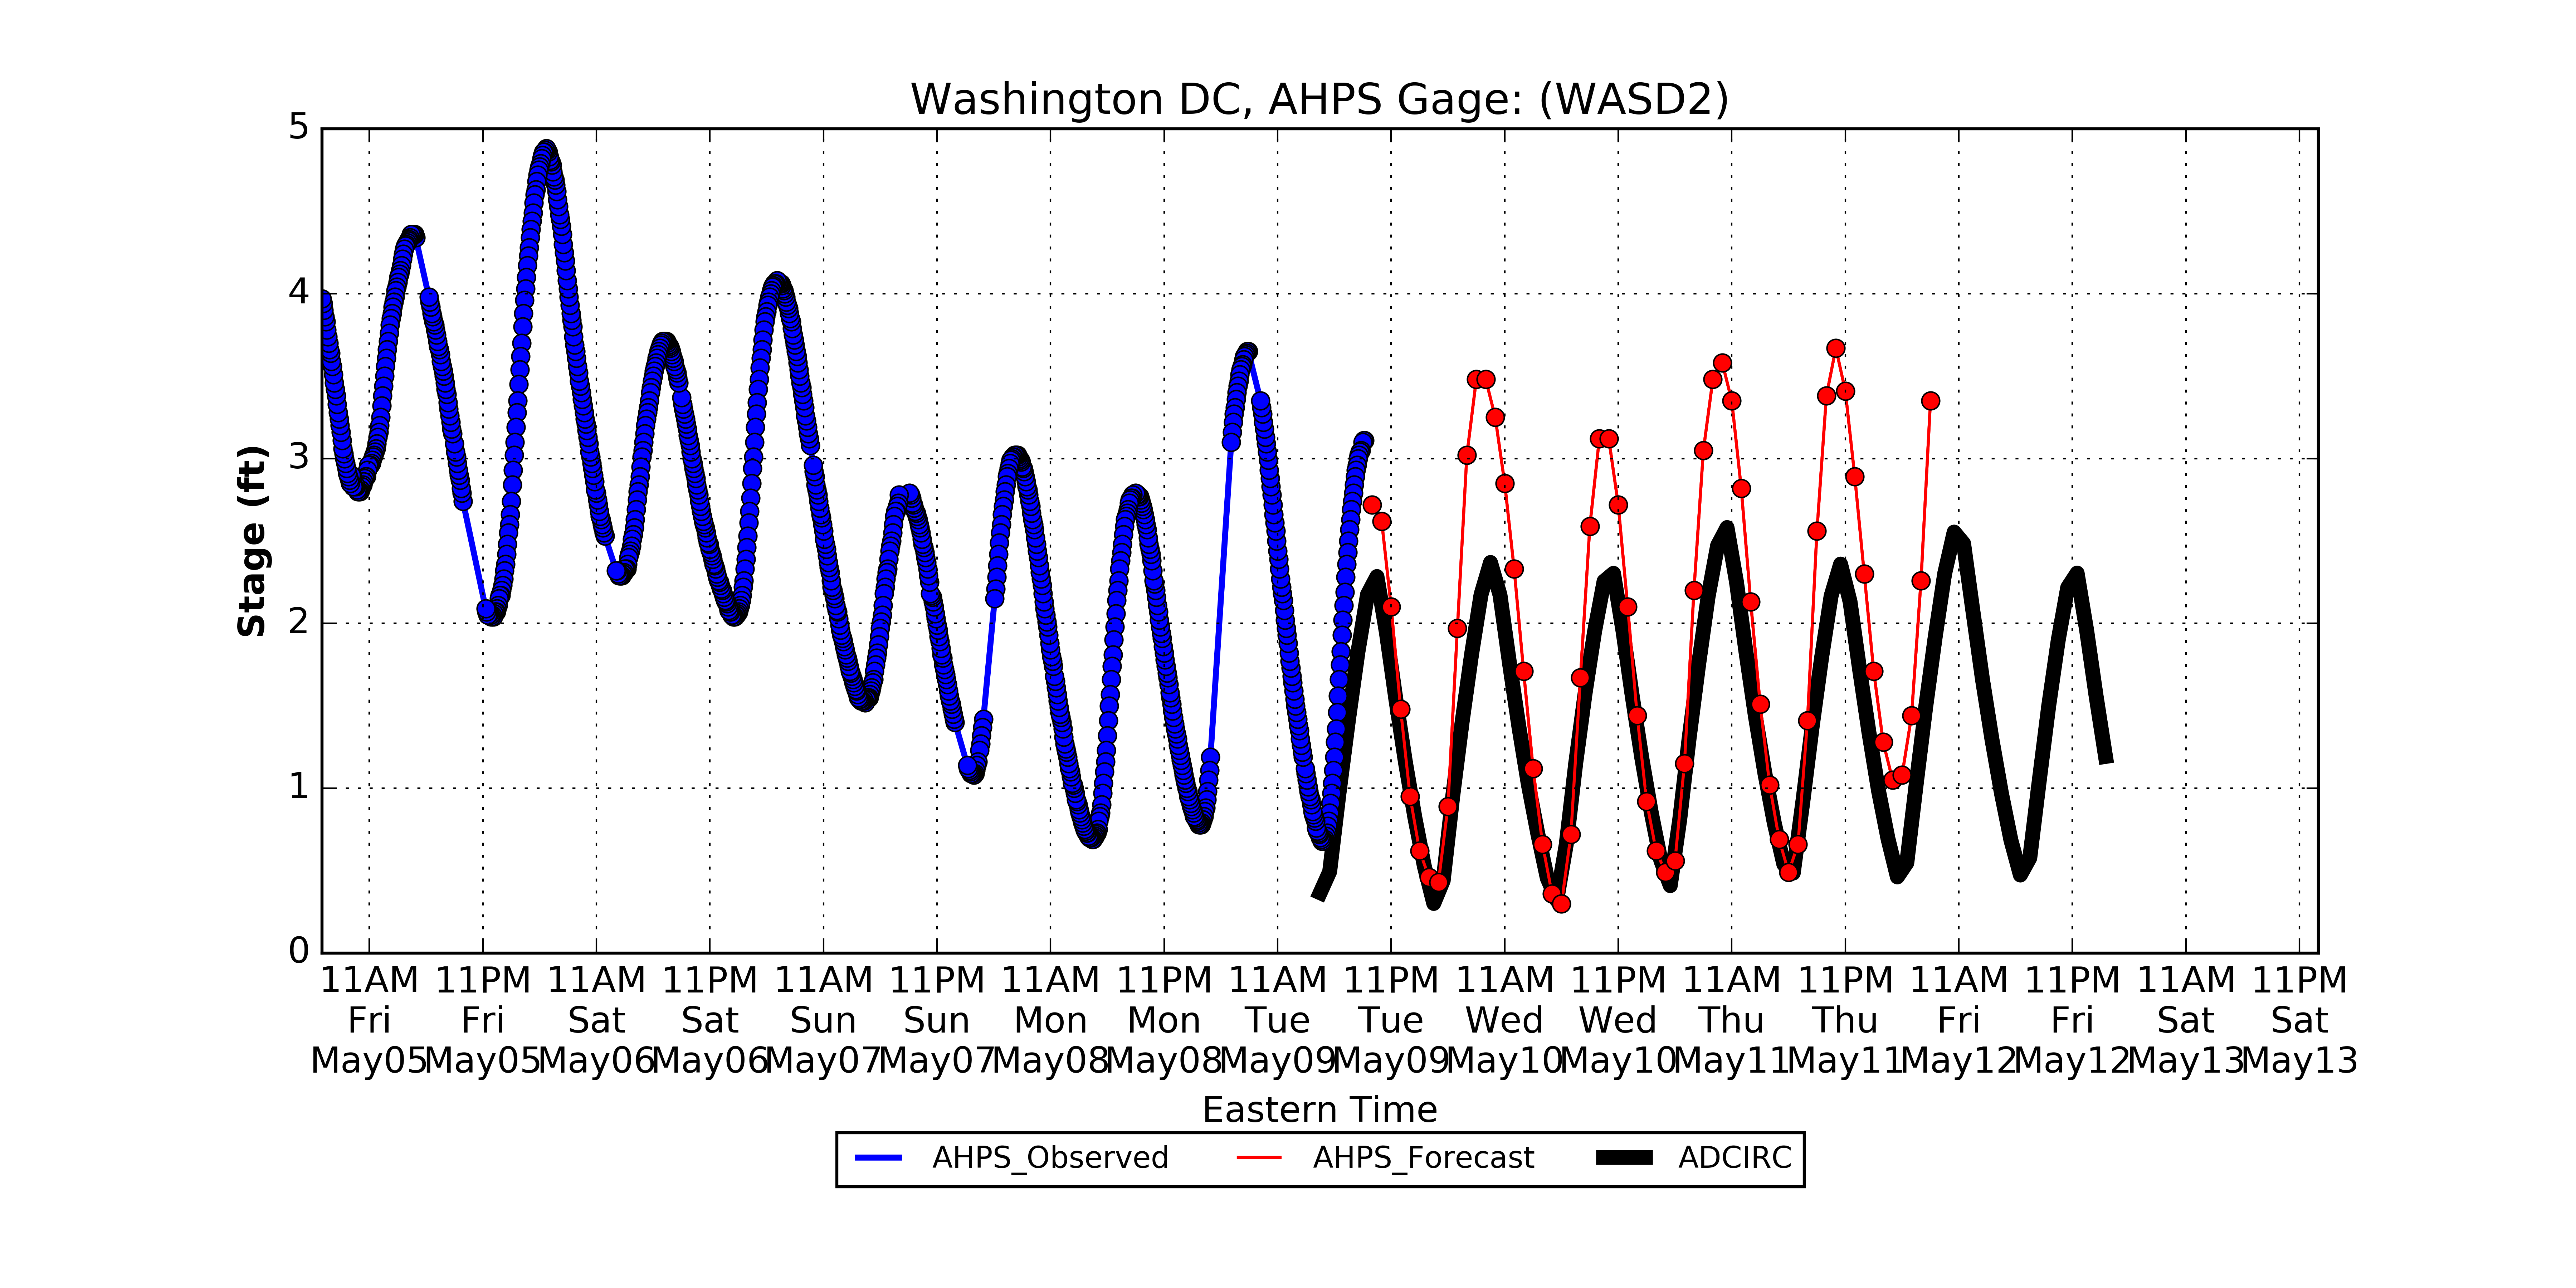 Washington DC, AHPS Gage: (WASD2)
5
4
3
2
1
0
Stage (ft)
11AM 11PM 11AM 11PM 11AM 11PM 11AM 11PM 11AM 11PM 11AM 11PM 11AM 11PM 11AM 11PM 11AM 11PM
Fri Fri Sat Sat Sun Sun Mon Mon Tue Tue Wed Wed Thu Thu Fri Fri Sat Sat
May05 May05 May06 May06 May07 May07 May08 May08 May09 May09 May10 May10 May11 May11 May12 May12 May13 May13
Eastern Time
AHPS_Observed AHPS_Forecast ADCIRC